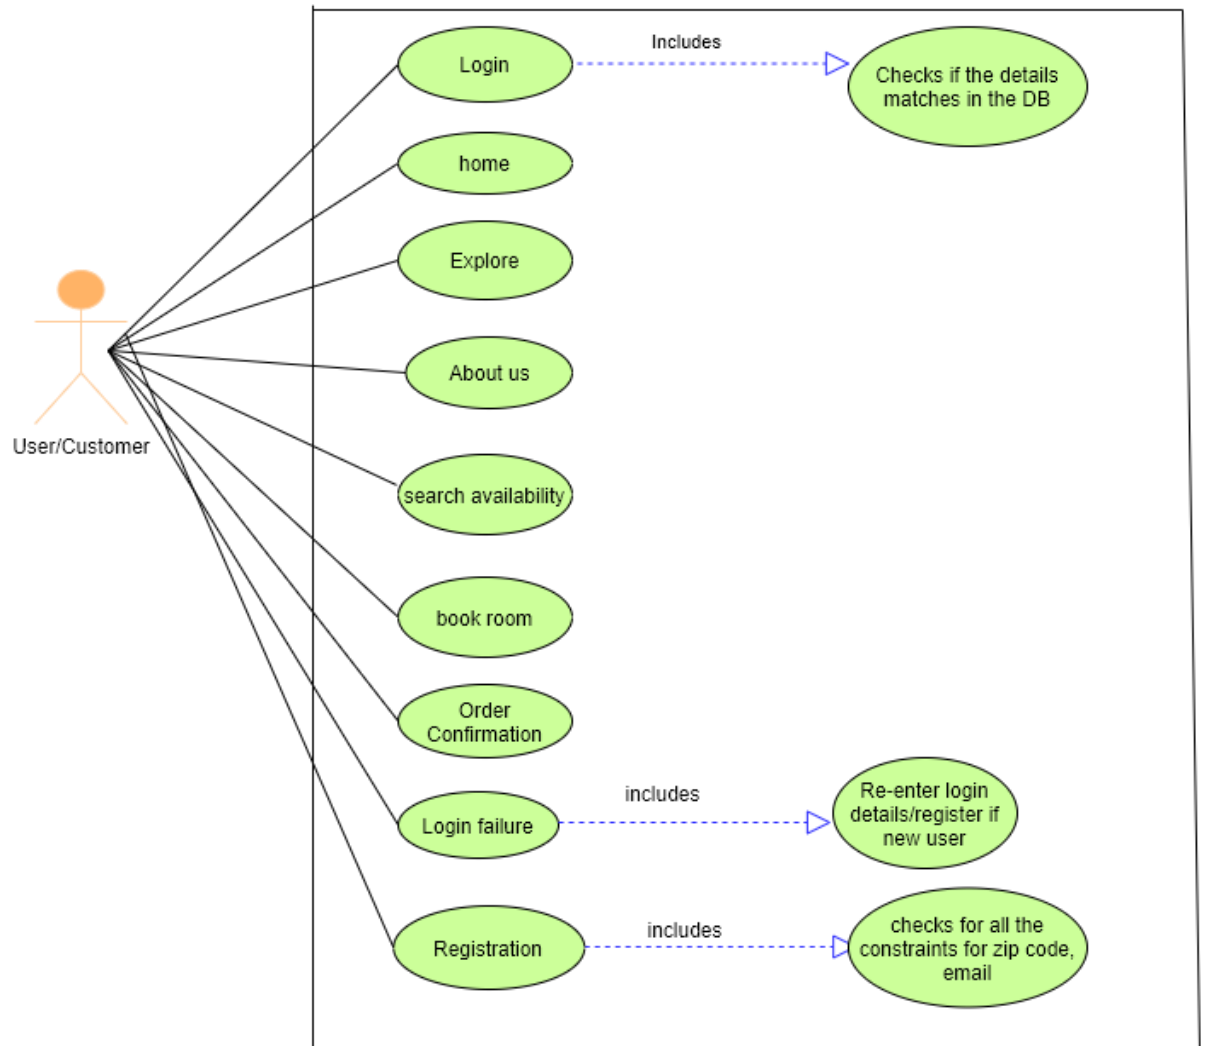 Login
Includes
Checks if the details
matches in the DB
home
Explore
About us
User/Customer
search availability
book room
Order
Confirmation
Login failure
includes
Re-enter login
details/register if
new user
Registration
includes
checks for all the
constraints for zip code,
email